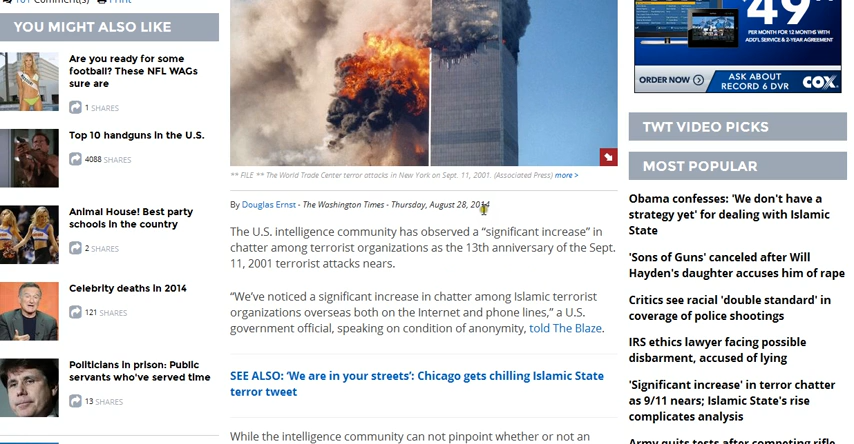 161 Comment(s) Print
YOU MIGHT ALSO LIKE
Are you ready for some
football? These NFL WAGs
sure are
1 SHARES
Top 10 handguns in the U.S.
4088 SHARES
Animal House! Best party
schools in the country
2 SHARES
Celebrity deaths in 2014
121 SHARES
Politicians in prison: Public
servants who've served time
13 SHARES
** FILE ** The World Trade Center terror attacks in New York on Sept. 11, 2001. (Associated Press) more >
By Douglas Ernst - The Washington Times - Thursday, August 28, 2014
The U.S. intelligence community has observed a “significant increase” in
chatter among terrorist organizations as the 13th anniversary of the Sept.
11, 2001 terrorist attacks nears.
“We’ve noticed a significant increase in chatter among Islamic terrorist
organizations overseas both on the Internet and phone lines,” a U.S.
government official, speaking on condition of anonymity, told The Blaze.
SEE ALSO: ‘We are in your streets’: Chicago gets chilling Islamic State
terror tweet
While the intelligence community can not pinpoint whether or not an
49
PER MONTH FOR 12 MONTHS WITH
ADD'L SERVICE & 2-YEAR AGREEMENT
ORDER NOW
ASK ABOUT
RECORD 6 DVR
COX
TWT VIDEO PICKS
MOST POPULAR
Obama confesses: 'We don't have a
strategy yet' for dealing with Islamic
State
'Sons of Guns' canceled after Will
Hayden's daughter accuses him of rape
Critics see racial 'double standard' in
coverage of police shootings
IRS ethics lawyer facing possible
disbarment, accused of lying
'Significant increase' in terror chatter
as 9/11 nears; Islamic State's rise
complicates analysis
Army quits tests after competing rifle